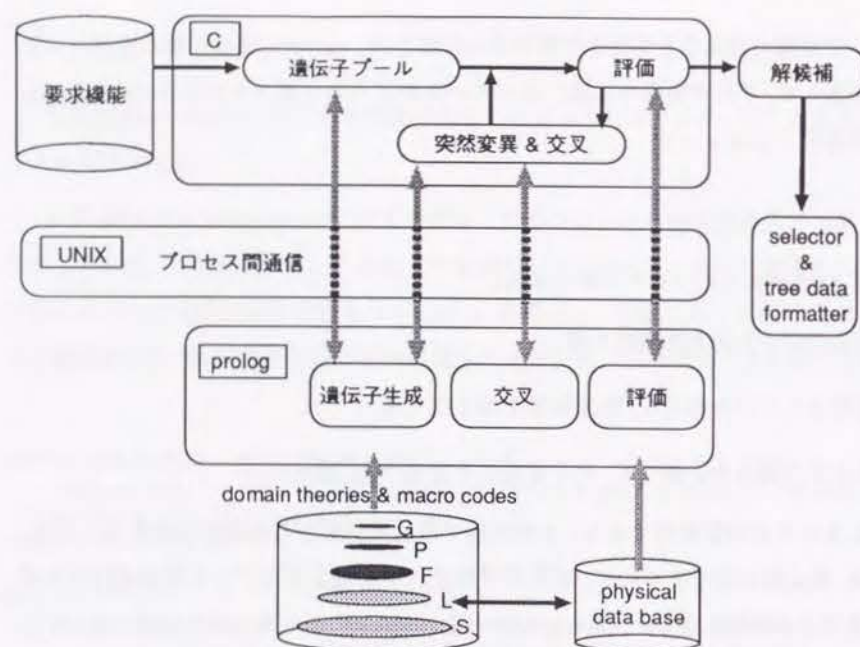 C
要求機能
遺伝子プール
評価
解候補
突然変異 & 交叉
UNIX
プロセス間通信
selector
&
tree data
formatter
prolog
遺伝子生成
交叉
評価
domain theories & macro codes
G
P
F
L
S
physical
data base